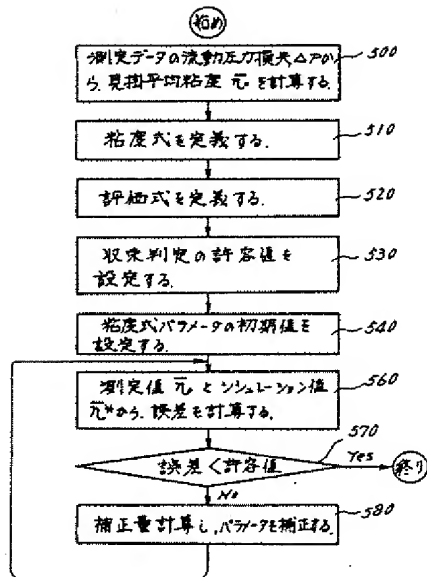 始め
測定データの流動圧力損失△Pか
ら、見掛平均粘度 η̅ を計算する.
500
粘度式を定義する.
510
評価式を定義する.
520
収束判定の許容値を
設定する.
530
粘度式パラメータの初期値を
設定する.
540
測定値 η̅ とシシュレーション値
η̅*から、誤差を計算する.
560
570
誤差<許容値
Yes
終り
No
補正量計算し、パラメータを補正する.
580